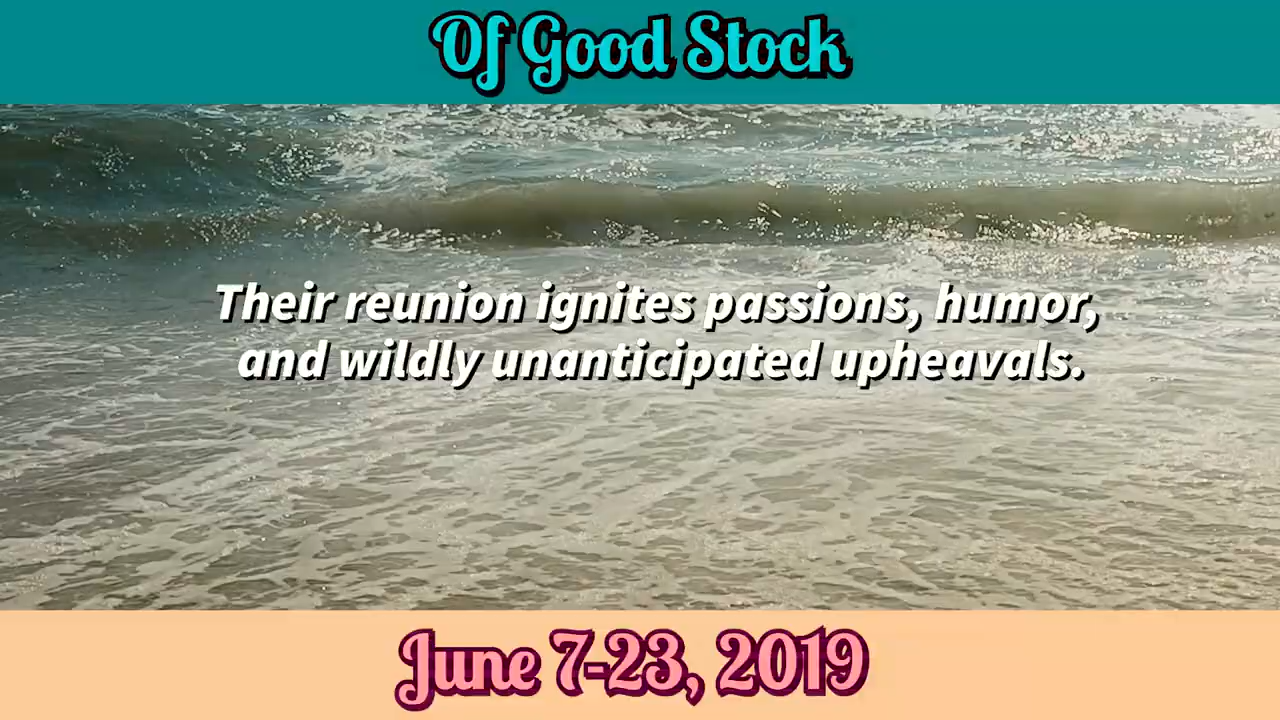 Of Good Stock
Their reunion ignites passions, humor,
and wildly unanticipated upheavals.
June 7-23, 2019